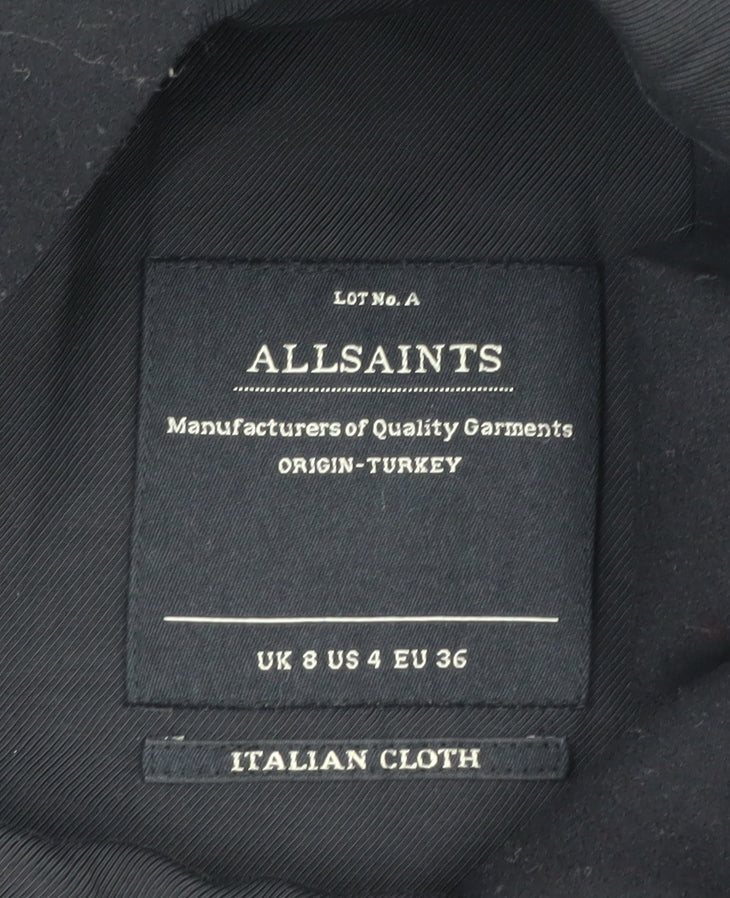 LOT No. A
ALLSAINTS
Manufacturers of Quality Garments
ORIGIN-TURKEY
UK 8 US 4 EU 36
ITALIAN CLOTH